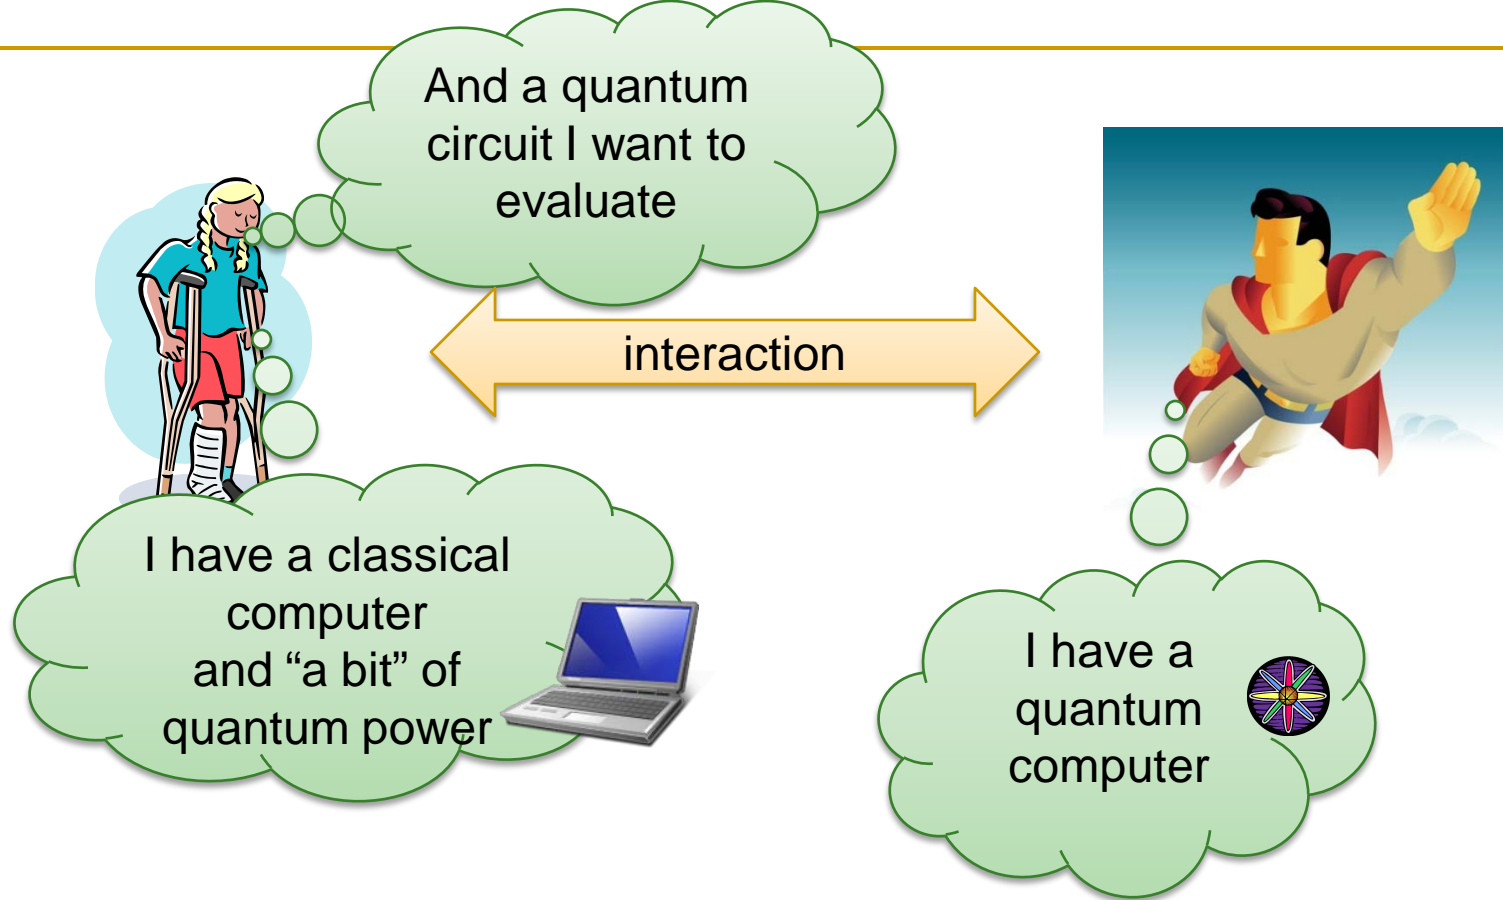 And a quantum
circuit I want to
evaluate
interaction
I have a classical
computer
and “a bit” of
quantum power
I have a
quantum
computer